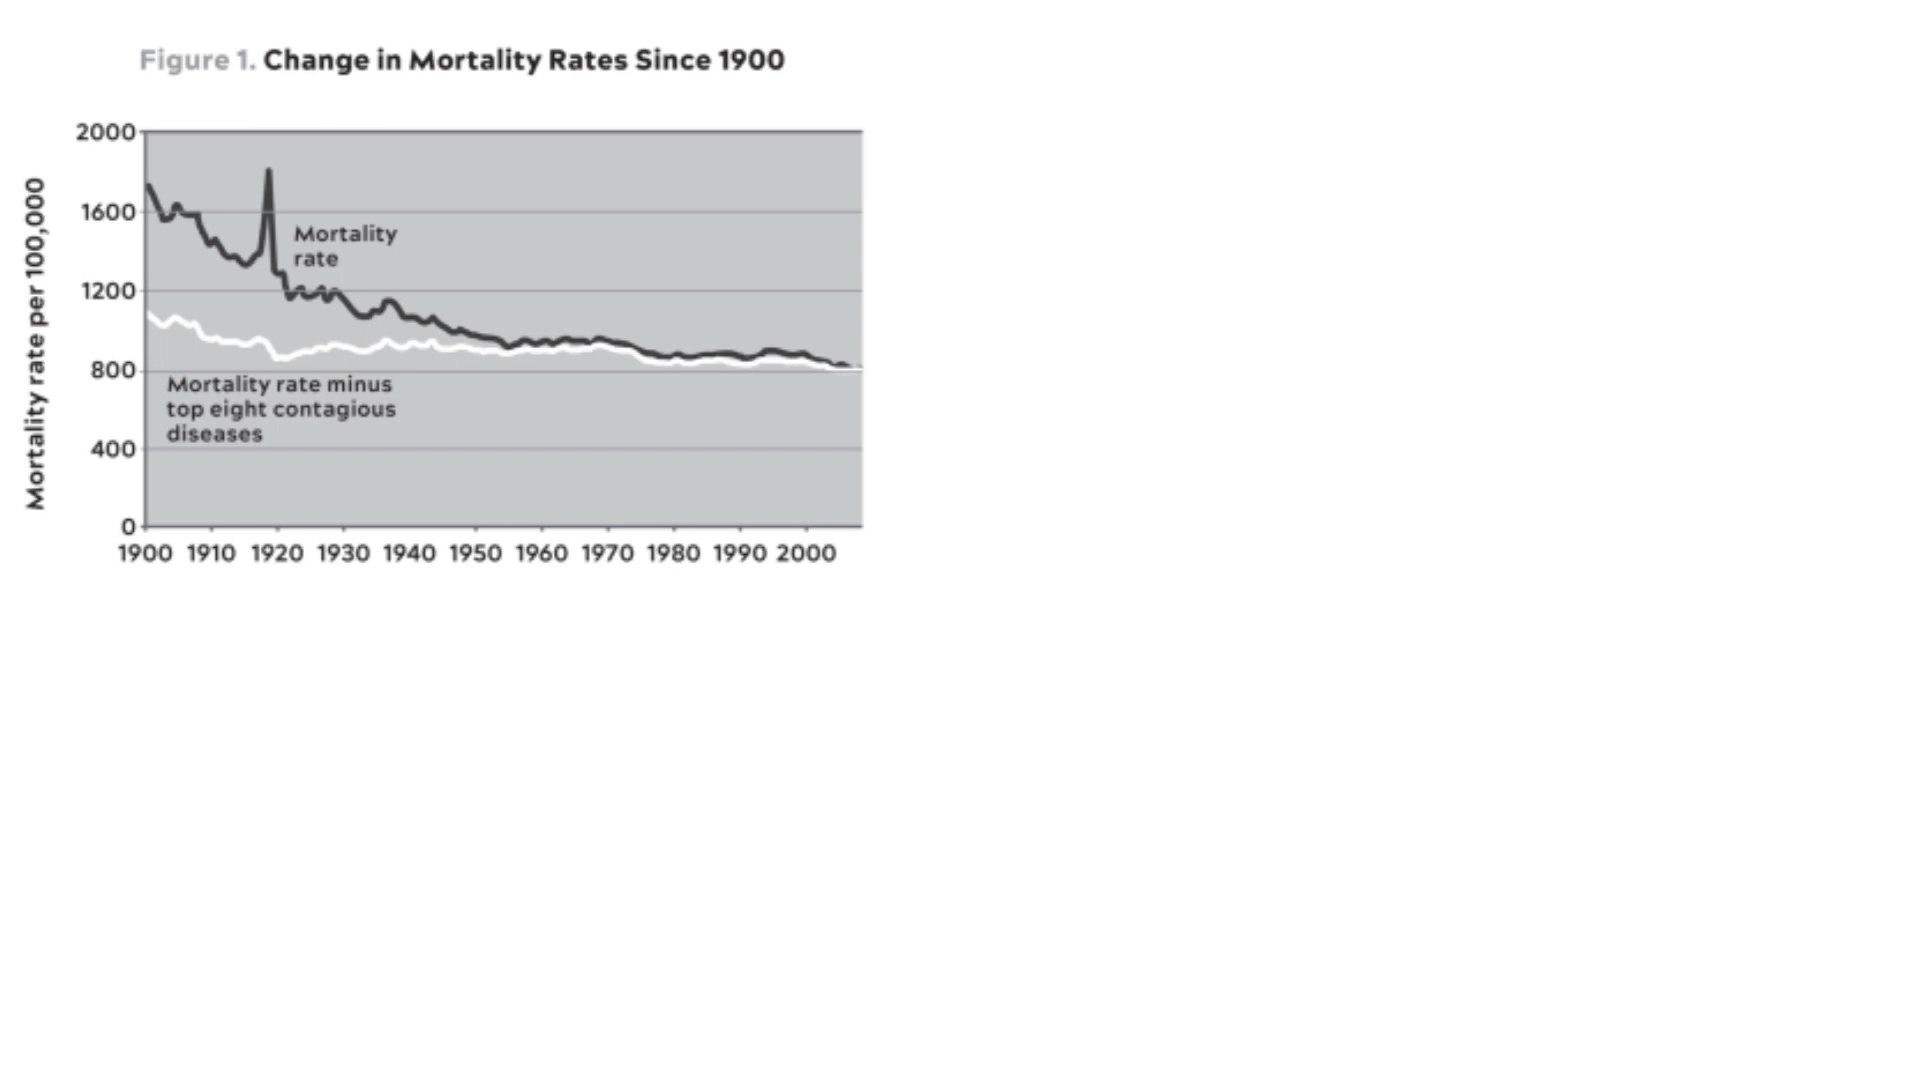 Figure 1. Change in Mortality Rates Since 1900
Mortality rate per 100,000
2000
1600
1200
800
400
0
Mortality
rate
Mortality rate minus
top eight contagious
diseases
1900 1910 1920 1930 1940 1950 1960 1970 1980 1990 2000